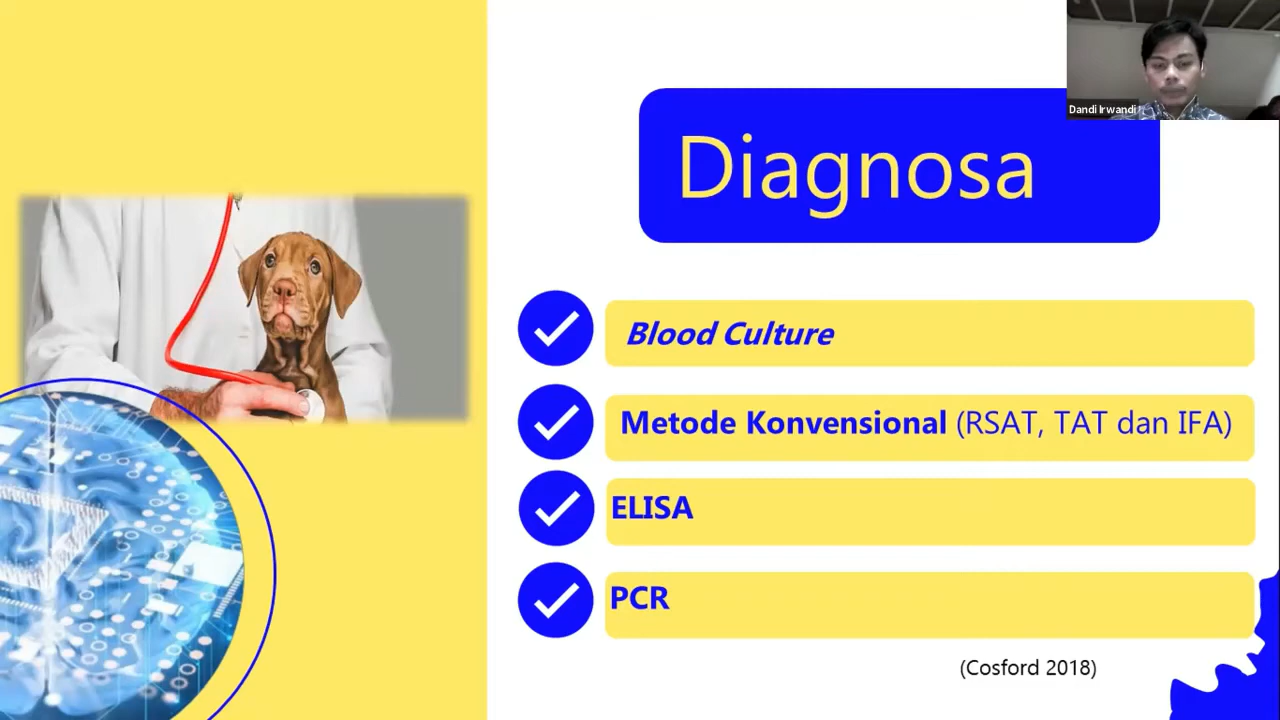 Dandi Irwandi
Diagnosa
Blood Culture
Metode Konvensional (RSAT, TAT dan IFA)
ELISA
PCR
(Cosford 2018)